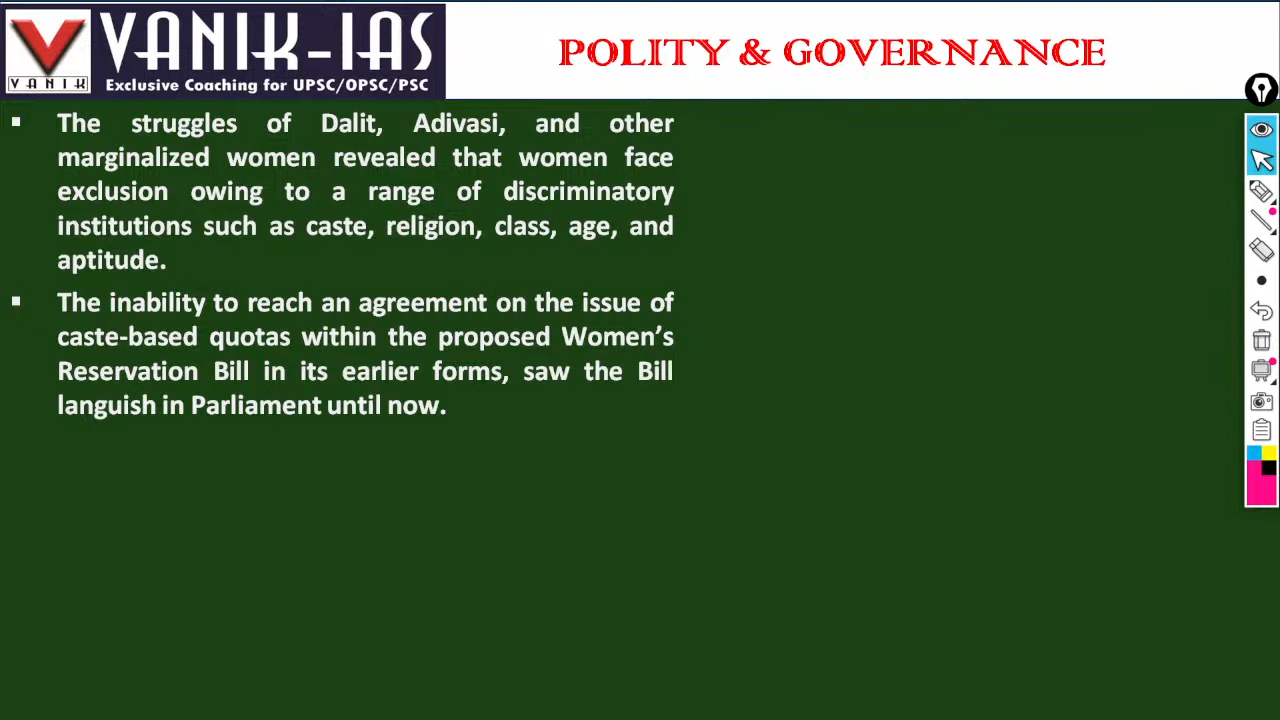 VANIK-IAS
VANIK
Exclusive Coaching for UPSC/OPSC/PSC
POLITY & GOVERNANCE
The struggles of Dalit, Adivasi, and other
marginalized women revealed that women face
exclusion owing to a range of discriminatory
institutions such as caste, religion, class, age, and
aptitude.
The inability to reach an agreement on the issue of
caste-based quotas within the proposed Women’s
Reservation Bill in its earlier forms, saw the Bill
languish in Parliament until now.